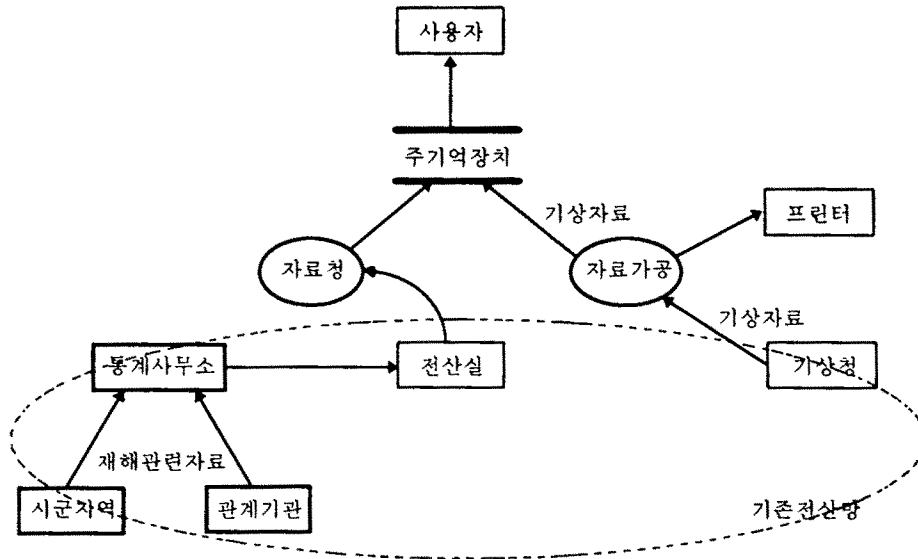 사용자
주기억장치
기상자료
프린터
자료청
자료가공
기상자료
통계사무소
전산실
기상청
재해관련자료
시군자역
관계기관
기존전산망